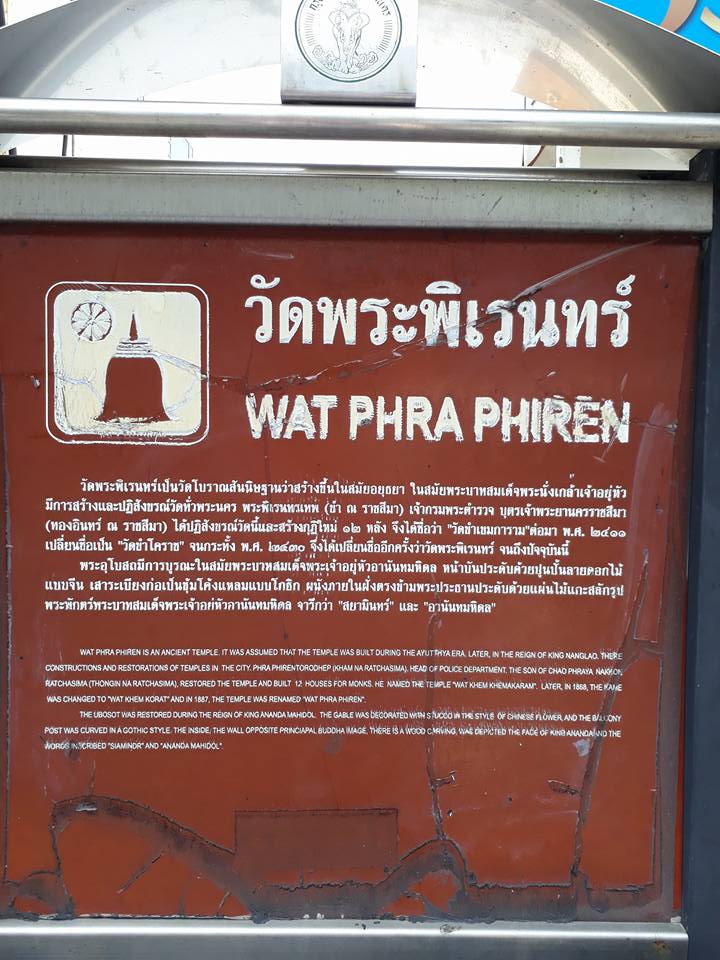 วัดพระพิเรนทร์
WAT PHRA PHIREN
วัดพระพิเรนทร์เป็นวัดโบราณสันนิษฐานว่าสร้างขึ้นในสมัยอยุธยา ในสมัยพระบาทสมเด็จพระนั่งเกล้าเจ้าอยู่หัว
มีการสร้างและปฏิสังขรณ์วัดทั่วพระนคร พระพิเรนทรเทพ (ขำ ณ ราชสีมา) เจ้ากรมพระตำรวจ บุตรเจ้าพระยานครราชสีมา
(ทองอินทร์ ณ ราชสีมา) ได้ปฏิสังขรณ์วัดนี้และสร้างกุฏิใหม่ ๑๒ หลัง จึงได้ชื่อว่า "วัดขำเขมการาม"ต่อมา พ.ศ. ๒๔๑๑
เปลี่ยนชื่อเป็น "วัดขำโคราช" จนกระทั่ง พ.ศ. ๒๔๓๐ จึงได้เปลี่ยนชื่ออีกครั้งว่าวัดพระพิเรนทร์ จนถึงปัจจุบันนี้
พระอุโบสถมีการบูรณะในสมัยพระบาทสมเด็จพระเจ้าอยู่หัวอานันทมหิดล หน้าบันประดับด้วยปูนปั้นลายดอกไม้
แบบจีน เสาระเบียงก่อเป็นซุ้มโค้งแหลมแบบโกธิก ผนังภายในฝั่งตรงข้ามพระประธานประดับด้วยแผ่นไม้แกะสลักรูป
พระพักตร์พระบาทสมเด็จพระเจ้าอยู่หัวอานันทมหิดล จารึกว่า "สยามินทร์" และ "อานันทมหิดล"
WAT PHRA PHIREN IS AN ANCIENT TEMPLE. IT WAS ASSUMED THAT THE TEMPLE WAS BUILT DURING THE AYUTTHYA ERA. LATER, IN THE REIGN OF KING NANGLAO. THERE
CONSTRUCTIONS AND RESTORATIONS OF TEMPLES IN THE CITY. PHRA PHIRENTORODHEP (KHAM NA RATCHASIMA), HEAD OF POLICE DEPARTMENT, THE SON OF CHAO PHRAYA NAKHON
RATCHASIMA (THONGIN NA RATCHASIMA), RESTORED THE TEMPLE AND BUILT 12 HOUSES FOR MONKS. HE NAMED THE TEMPLE "WAT KHEM KHEMAKARAM". LATER, IN 1868, THE NAME
WAS CHANGED TO "WAT KHEM KORAT" AND IN 1887, THE TEMPLE WAS RENAMED "WAT PHRA PHIREN".
THE UBOSOT WAS RESTORED DURING THE REIGN OF KING ANANDA MAHIDOL. THE GABLE WAS DECORATED WITH STUCCO IN THE STYLE OF CHINESE FLOWER, AND THE BALCONY
POST WAS CURVED IN A GOTHIC STYLE. THE INSIDE, THE WALL OPPOSITE PRINCIAPAL BUDDHA IMAGE, THERE IS A WOOD CARVING, WAS DEPICTED THE FACE OF KING ANANDA AND THE
WORDS INSCRIBED "SIAMINDR" AND "ANANDA MAHIDOL".